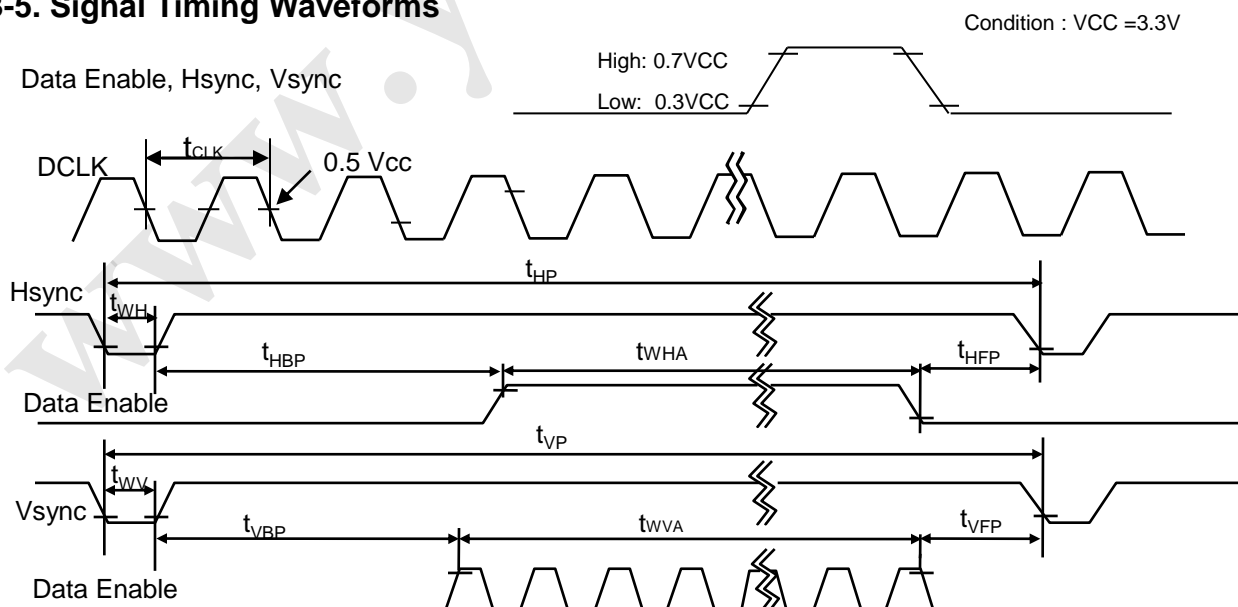 -5. Signal Timing Waveforms
Condition : VCC =3.3V
Data Enable, Hsync, Vsync
High: 0.7VCC
Low: 0.3VCC
DCLK
tCLK
0.5 Vcc
tHP
Hsync
tWH
tHBP
tWHA
tHFP
Data Enable
tVP
tWV
Vsync
tVBP
tWVA
tVFP
Data Enable
www.y